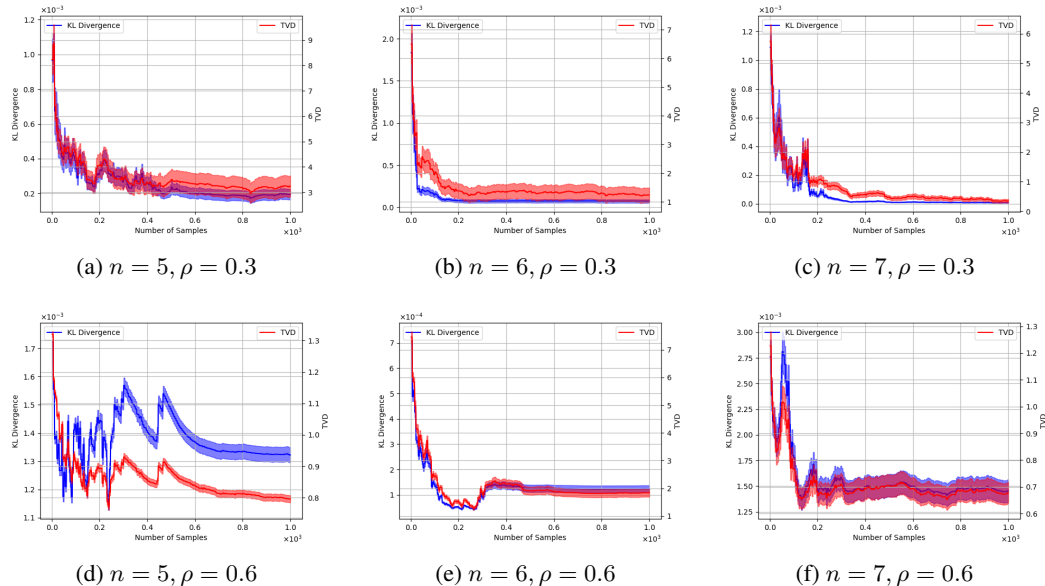 ×10⁻³
1.2
1.0
0.8
0.6
0.4
0.2
KL Divergence
KL Divergence
TVD
9
8
7
6
5
4
3
TVD
0.0 0.2 0.4 0.6 0.8 1.0
Number of Samples
×10³
(a) n = 5, ρ = 0.3
×10⁻³
2.0
1.5
1.0
0.5
0.0
KL Divergence
KL Divergence
TVD
7
6
5
4
3
2
1
TVD
0.0 0.2 0.4 0.6 0.8 1.0
Number of Samples
×10³
(b) n = 6, ρ = 0.3
×10⁻³
1.2
1.0
0.8
0.6
0.4
0.2
0.0
KL Divergence
KL Divergence
TVD
6
5
4
3
2
1
0
TVD
0.0 0.2 0.4 0.6 0.8 1.0
Number of Samples
×10³
(c) n = 7, ρ = 0.3
×10⁻³
1.7
1.6
1.5
1.4
1.3
1.2
1.1
KL Divergence
KL Divergence
TVD
1.3
1.2
1.1
1.0
0.9
0.8
TVD
0.0 0.2 0.4 0.6 0.8 1.0
Number of Samples
×10³
(d) n = 5, ρ = 0.6
×10⁻⁴
7
6
5
4
3
2
1
KL Divergence
KL Divergence
TVD
7
6
5
4
3
2
1
TVD
0.0 0.2 0.4 0.6 0.8 1.0
Number of Samples
×10³
(e) n = 6, ρ = 0.6
×10⁻³
3.00
2.75
2.50
2.25
2.00
1.75
1.50
1.25
KL Divergence
KL Divergence
TVD
1.3
1.2
1.1
1.0
0.9
0.8
0.7
0.6
TVD
0.0 0.2 0.4 0.6 0.8 1.0
Number of Samples
×10³
(f) n = 7, ρ = 0.6